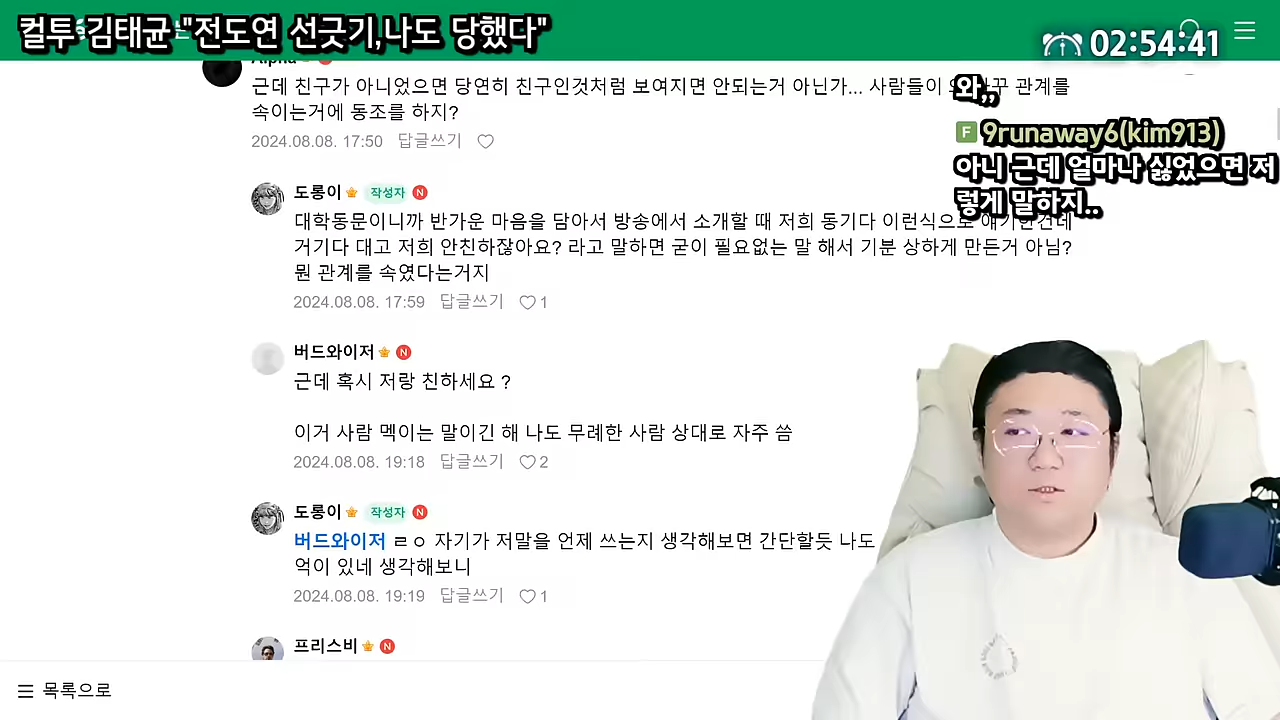 컬투 김태균 "전도연 선긋기,나도 당했다"
02:54:41
와,,
F 9runaway6(kim913)
아니 근데 얼마나 싫었으면 저
렇게 말하지..
Alpha
근데 친구가 아니었으면 당연히 친구인것처럼 보여지면 안되는거 아닌가... 사람들이 관계를
속이는거에 동조를 하지?
2024.08.08. 17:50 답글쓰기
도롱이 작성자 N
대학동문이니까 반가운 마음을 담아서 방송에서 소개할 때 저희 동기다 이런식으로 얘기한건데
거기다 대고 저희 안친하잖아요? 라고 말하면 굳이 필요없는 말 해서 기분 상하게 만든거 아님?
뭔 관계를 속였다는거지
2024.08.08. 17:59 답글쓰기 1
버드와이저 N
근데 혹시 저랑 친하세요 ?
이거 사람 멕이는 말이긴 해 나도 무례한 사람 상대로 자주 씀
2024.08.08. 19:18 답글쓰기 2
도롱이 작성자 N
버드와이저 ㄹㅇ 자기가 저말을 언제 쓰는지 생각해보면 간단할듯 나도
억이 있네 생각해보니
2024.08.08. 19:19 답글쓰기 1
프리스비 N
목록으로